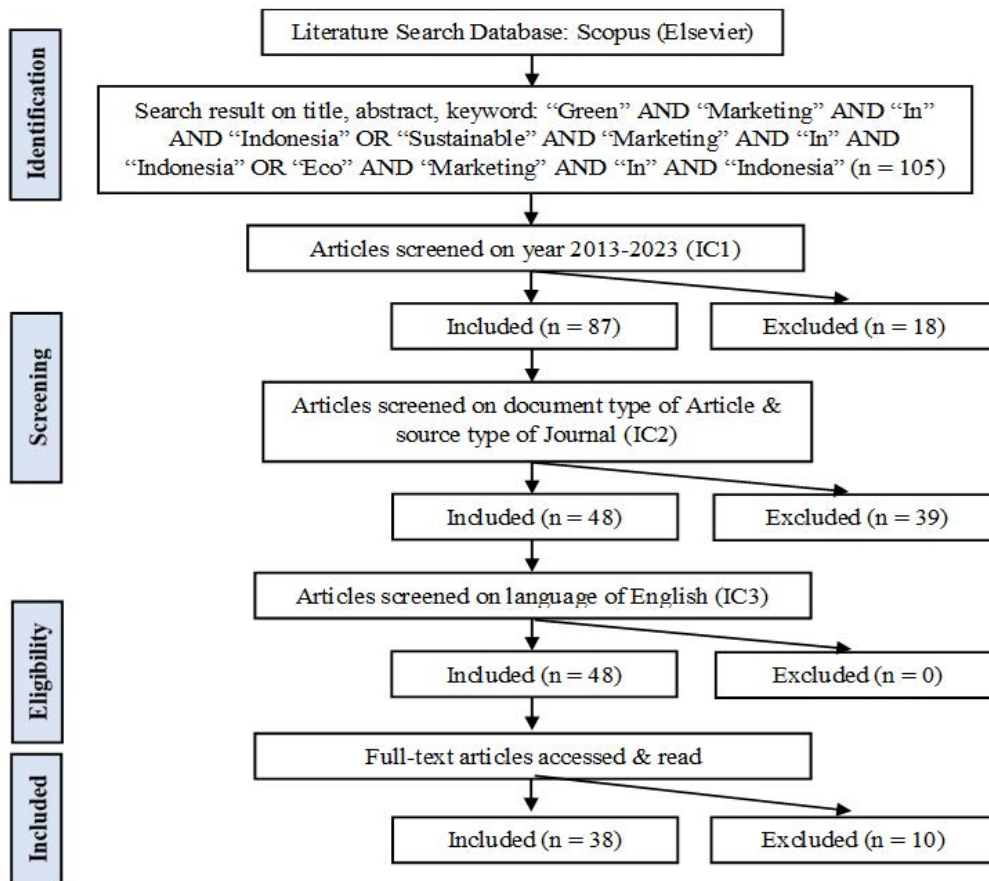 Identification
Literature Search Database: Scopus (Elsevier)
Search result on title, abstract, keyword: “Green” AND “Marketing” AND “In”
AND “Indonesia” OR “Sustainable” AND “Marketing” AND “In” AND
“Indonesia” OR “Eco” AND “Marketing” AND “In” AND “Indonesia” (n = 105)
Articles screened on year 2013-2023 (IC1)
Screening
Included (n = 87)
Excluded (n = 18)
Articles screened on document type of Article &
source type of Journal (IC2)
Included (n = 48)
Excluded (n = 39)
Articles screened on language of English (IC3)
Eligibility
Included (n = 48)
Excluded (n = 0)
Full-text articles accessed & read
Included
Included (n = 38)
Excluded (n = 10)